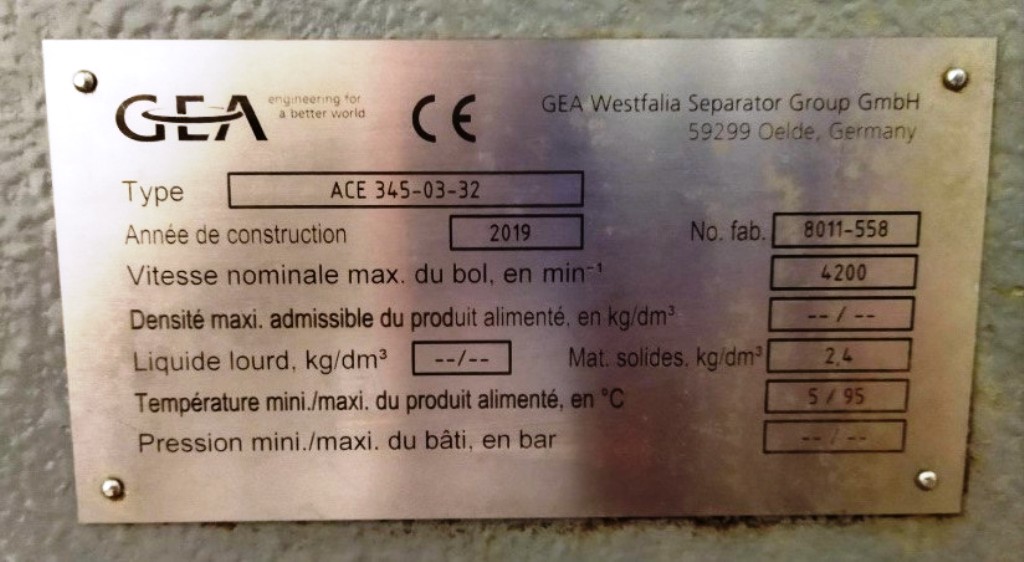 GEA engineering for a better world CE GEA Westfalia Separator Group GmbH
59299 Oelde, Germany
Type ACE 345-03-32
Année de construction 2019 No. fab. 8011-558
Vitesse nominale max. du bol, en min⁻¹ 4200
Densité maxi. admissible du produit alimenté, en kg/dm³ --/--
Liquide lourd, kg/dm³ --/-- Mat. solides, kg/dm³ 2,4
Température mini./maxi. du produit alimenté, en °C 5 / 95
Pression mini./maxi. du bâti, en bar --/--